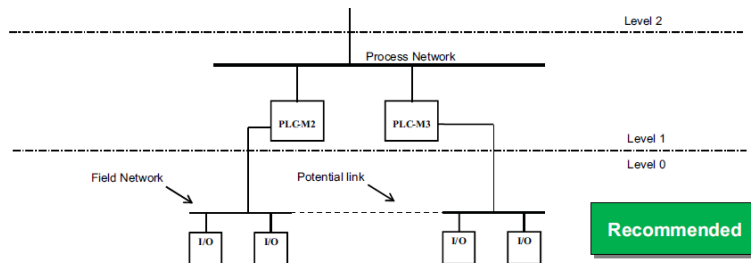 Level 2
Process Network
PLC-M2
PLC-M3
Level 1
Level 0
Field Network
Potential link
I/O
I/O
I/O
I/O
Recommended